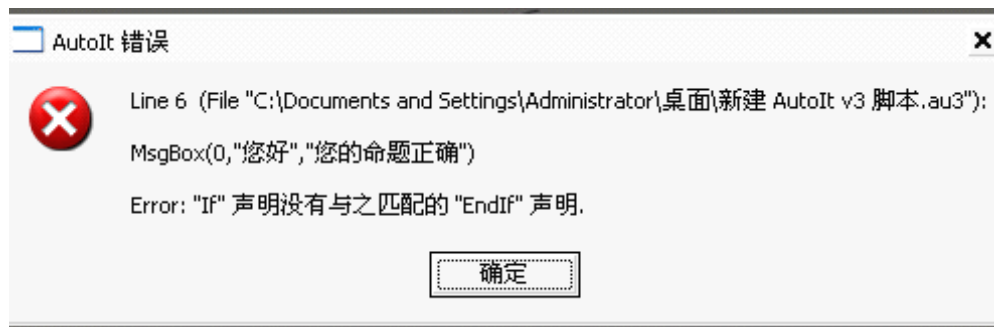 AutoIt 错误
Line 6  (File "C:\Documents and Settings\Administrator\桌面\新建 AutoIt v3 脚本.au3"):
MsgBox(0,"您好","您的命题正确")
Error: "If" 声明没有与之匹配的 "EndIf" 声明.
确定